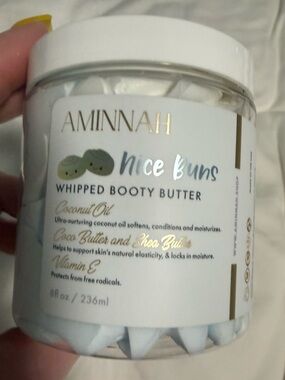 AMINNAH
Nice Buns
WHIPPED BOOTY BUTTER
Coconut Oil
Ultra-nurturing coconut oil softens, conditions and moisturizes.
Coco Butter and Shea Butter
Helps to support skin's natural elasticity, & locks in moisture.
Vitamin E
Protects from free radicals.
8fl oz / 236ml